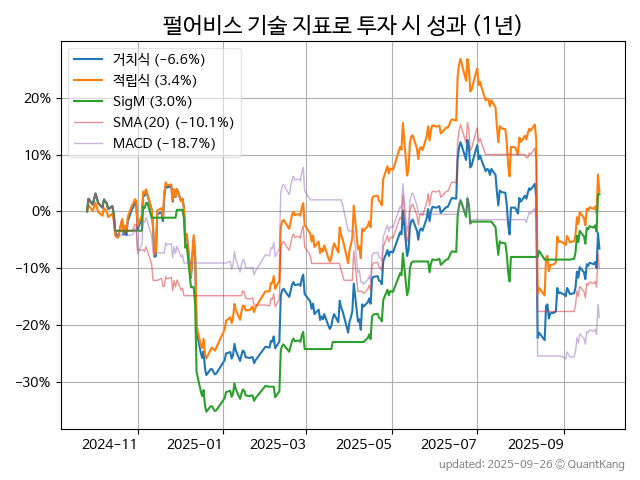 펄어비스 기술 지표로 투자 시 성과 (1년)
거치식 (−6.6%)
적립식 (3.4%)
SigM (3.0%)
SMA(20) (−10.1%)
MACD (−18.7%)
20%
10%
0%
−10%
−20%
−30%
2024-11 2025-01 2025-03 2025-05 2025-07 2025-09
updated: 2025-09-26 © QuantKang